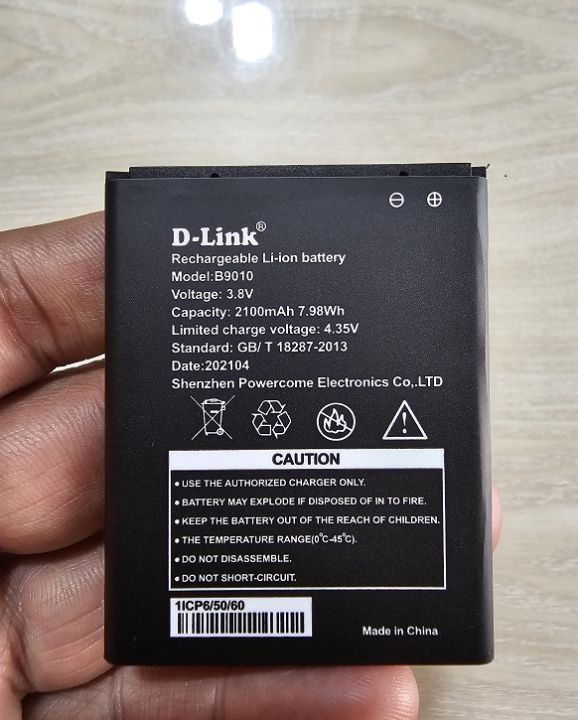 ⊖ ⊕
D-Link®
Rechargeable Li-ion battery
Model:B9010
Voltage: 3.8V
Capacity: 2100mAh 7.98Wh
Limited charge voltage: 4.35V
Standard: GB/ T 18287-2013
Date:202104
Shenzhen Powercome Electronics Co,.LTD
CAUTION
• USE THE AUTHORIZED CHARGER ONLY.
• BATTERY MAY EXPLODE IF DISPOSED OF IN TO FIRE.
• KEEP THE BATTERY OUT OF THE REACH OF CHILDREN.
• THE TEMPERATURE RANGE(0°C-45°C).
• DO NOT DISASSEMBLE.
• DO NOT SHORT-CIRCUIT.
1ICP6/50/60
Made in China